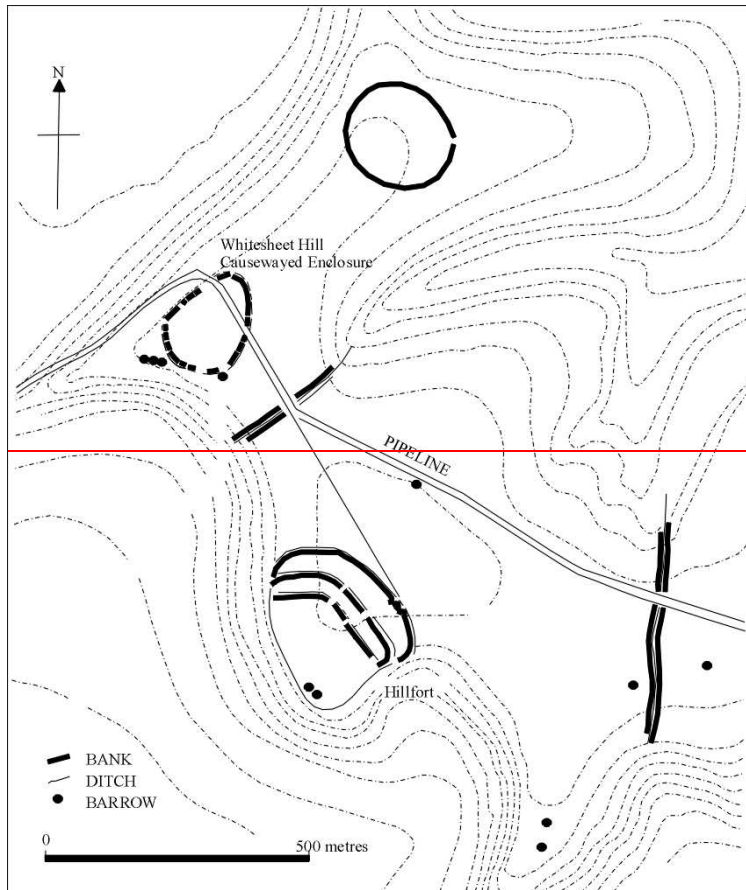 N
Whitesheet Hill
Causewayed Enclosure
PIPELINE
Hillfort
BANK
DITCH
BARROW
0
500 metres